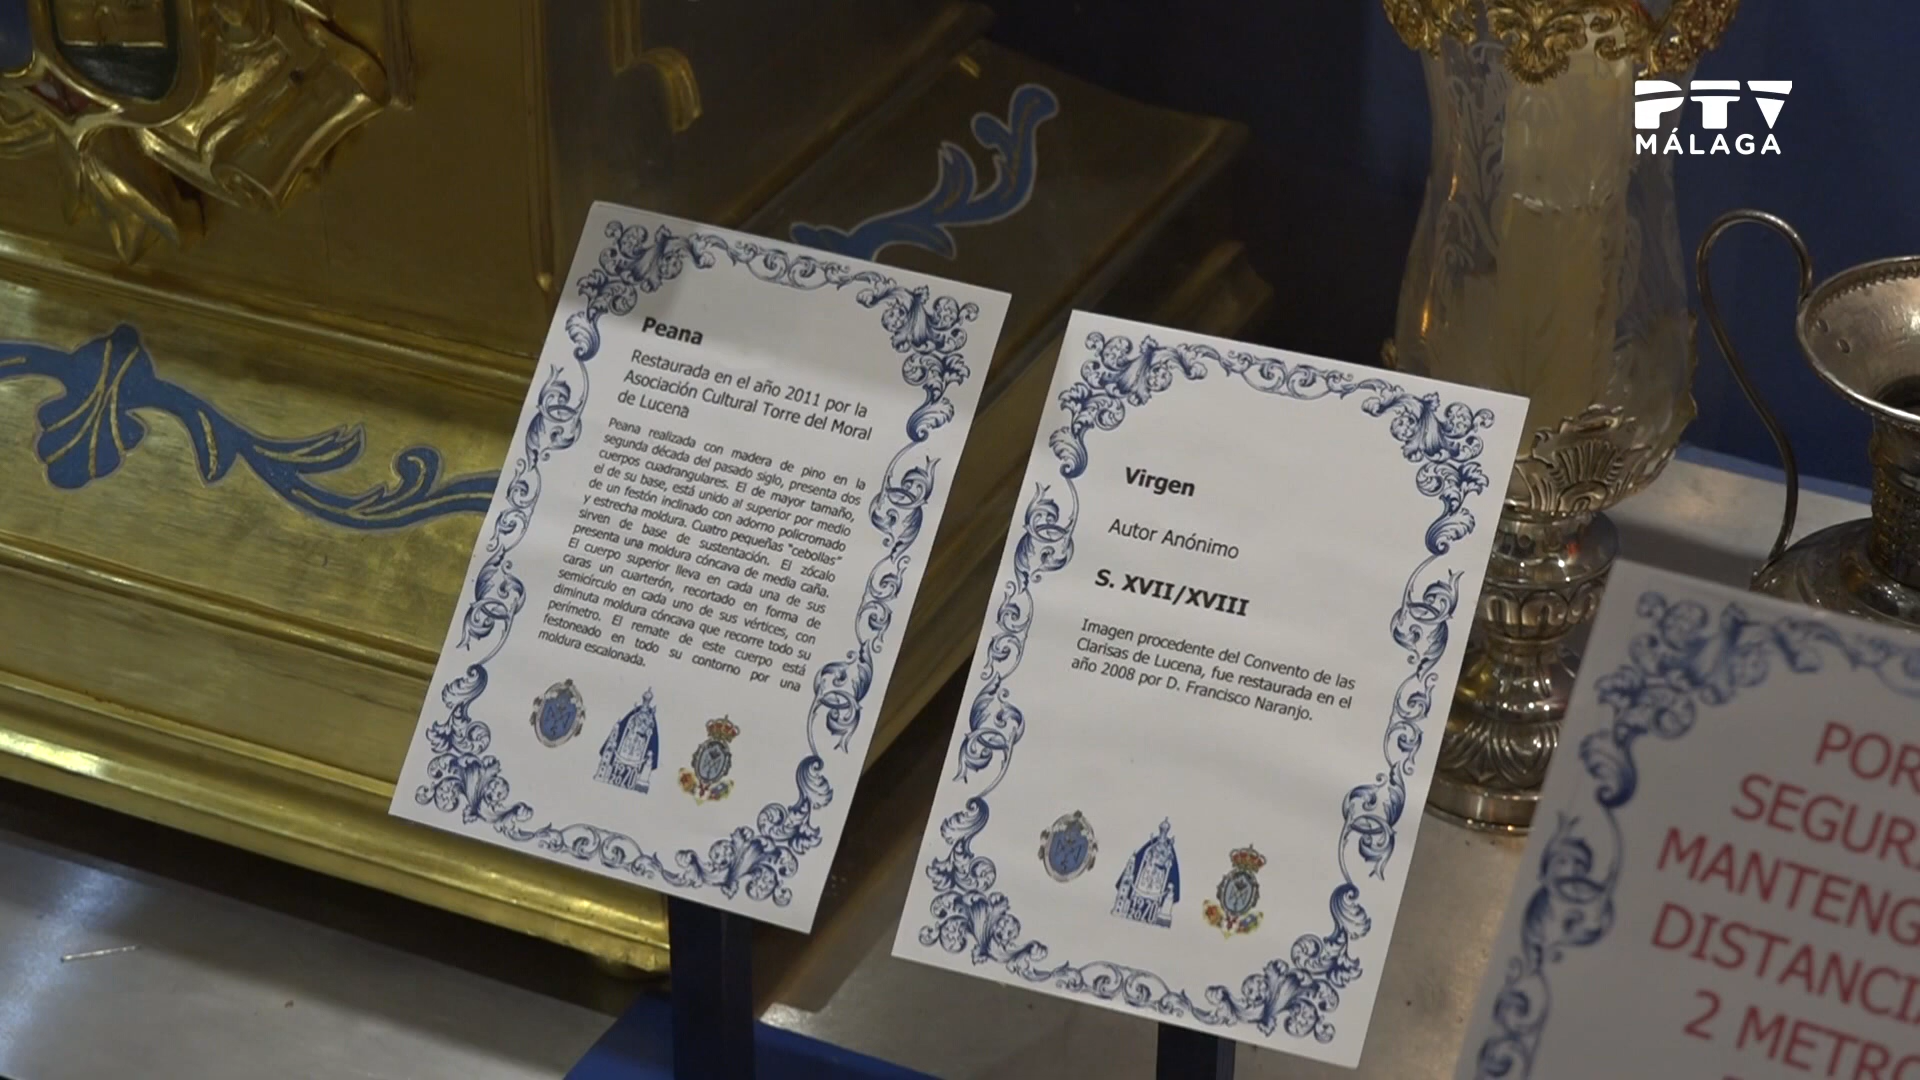 PTV
MÁLAGA
Peana
Restaurada en el año 2011 por la
Asociación Cultural Torre del Moral
de Lucena
Peana realizada con madera de pino en la
segunda década del pasado siglo, presenta dos
cuerpos cuadrangulares. El de mayor tamaño,
el de su base, está unido al superior por medio
de un festón inclinado con adorno policromado
y estrecha moldura. Cuatro pequeñas "cebollas"
sirven de base de sustentación. El zócalo
presenta una moldura cóncava de media caña.
El cuerpo superior lleva en cada una de sus
caras un cuarterón, recortado en forma de
semicírculo en cada uno de sus vértices, con
diminuta moldura cóncava que recorre todo su
perímetro. El remate de este cuerpo está
festoneado en todo su contorno por una
moldura escalonada.
Virgen
Autor Anónimo
S. XVII/XVIII
Imagen procedente del Convento de las
Clarisas de Lucena, fue restaurada en el
año 2008 por D. Francisco Naranjo.
POR
SEGUR
MANTENG
DISTANCI
2 METRO